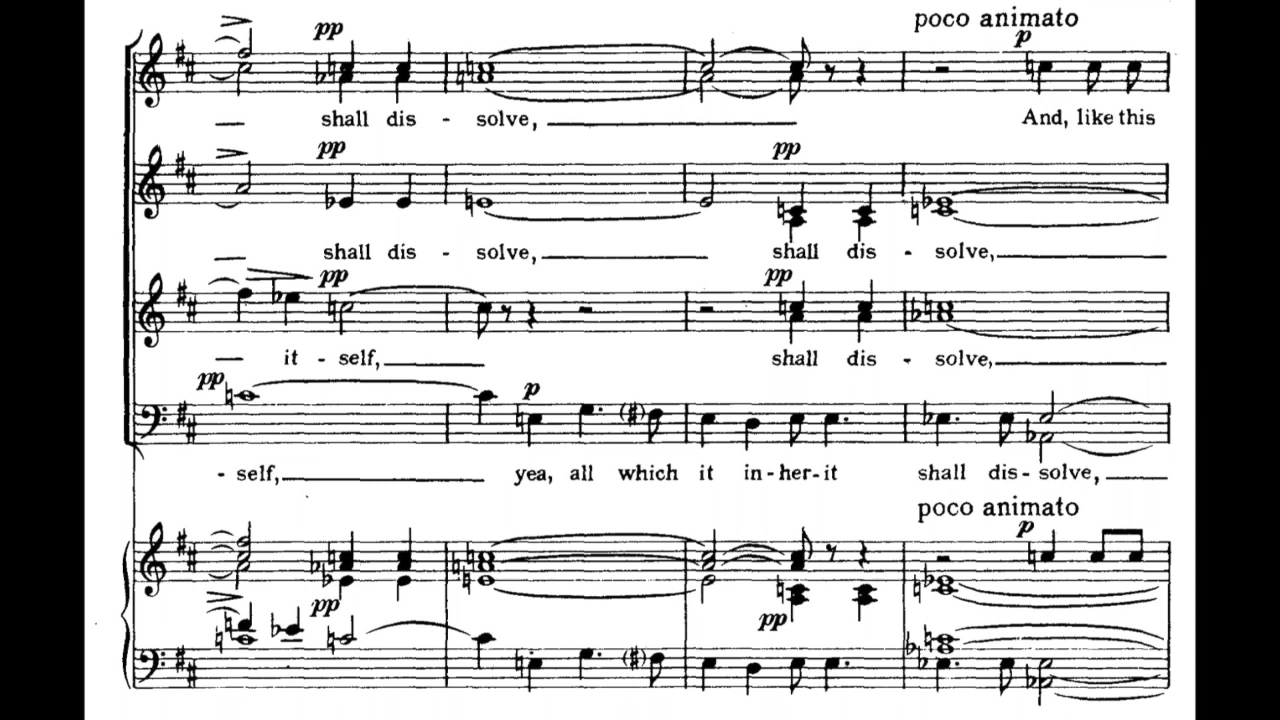 poco animato
pp p
shall dis - solve, And, like this
pp pp
shall dis - solve, shall dis - solve,
pp pp
it - self, shall dis - solve,
pp p
- self, yea, all which it in - her - it shall dis - solve,
poco animato
p
pp pp